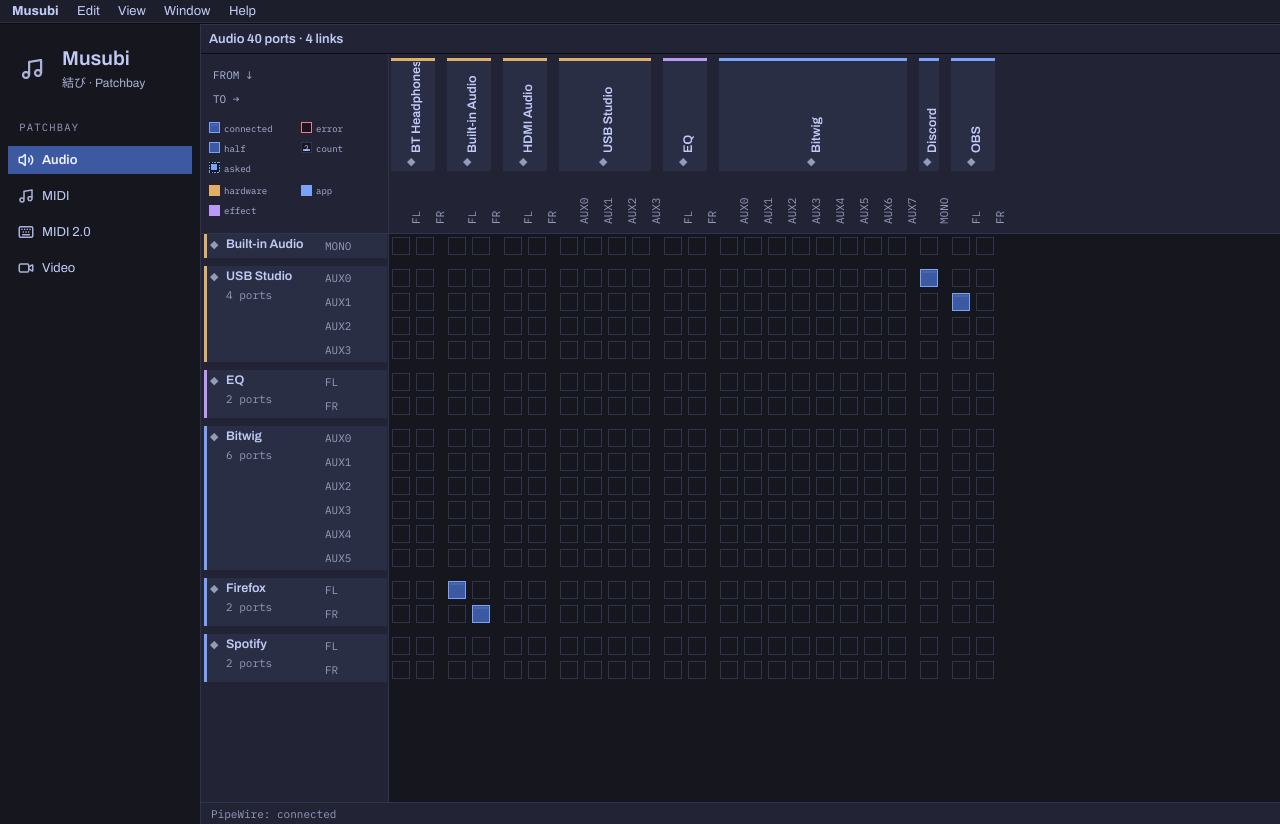 Musubi Edit View Window Help
Musubi
結び · Patchbay
PATCHBAY
Audio
MIDI
MIDI 2.0
Video
Audio 40 ports · 4 links
FROM ↓
TO →
connected error
half count
asked
hardware app
effect
BT Headphones
Built-in Audio
HDMI Audio
USB Studio
EQ
Bitwig
Discord
OBS
FL FR FL FR FL FR AUX0 AUX1 AUX2 AUX3 FL FR AUX0 AUX1 AUX2 AUX3 AUX4 AUX5 AUX6 AUX7 MONO FL FR
Built-in Audio MONO
USB Studio AUX0
4 ports
AUX1
AUX2
AUX3
EQ FL
2 ports
FR
Bitwig AUX0
6 ports
AUX1
AUX2
AUX3
AUX4
AUX5
Firefox FL
2 ports
FR
Spotify FL
2 ports
FR
PipeWire: connected